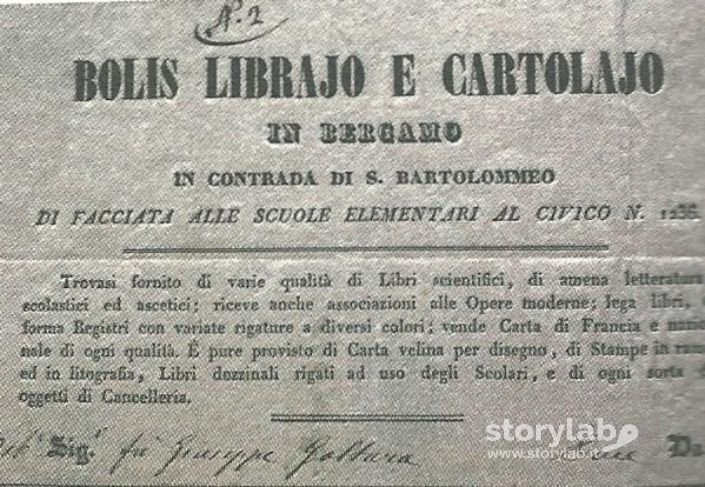 N.º 2
BOLIS LIBRAJO E CARTOLAJO
IN BERGAMO
IN CONTRADA DI S. BARTOLOMMEO
DI FACCIATA ALLE SCUOLE ELEMENTARI AL CIVICO N.
Trovasi fornito di varie qualità di Libri scientifici, di amena letteratura
scolastici ed ascetici; riceve anche associazioni alle Opere moderne; lega libri,
forma Registri con variate rigature a diversi colori; vende Carta di Francia e
nale di ogni qualità. É pure provisto di Carta velina per disegno, di Stampe in
ed in litografia, Libri dozzinali rigati ad uso degli Scolari, e di ogni sorta
oggetti di Cancelleria.
Sig.r fù Giuseppe Da
storylab
www.storylab.it